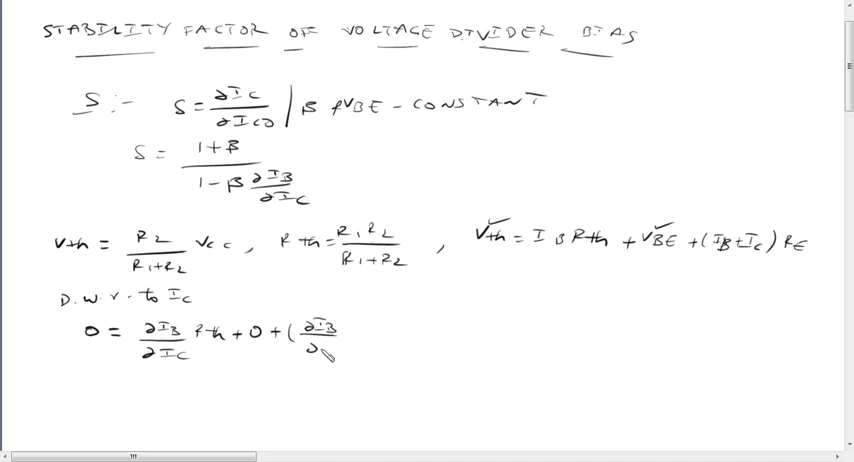 STABILITY FACTOR OF VOLTAGE DIVIDER BIAS
S :- S = ∂IC / ∂ICO | β & VBE - CONSTANT
S = 1+β / 1-β ∂IB/∂IC
Vth = R2 / R1+R2 Vcc , Rth = R1R2 / R1+R2 , Vth = IB Rth + VBE + (IB+IC) RE
D.w.r. to IC
0 = ∂IB/∂IC Rth + 0 + ( ∂IB / ∂